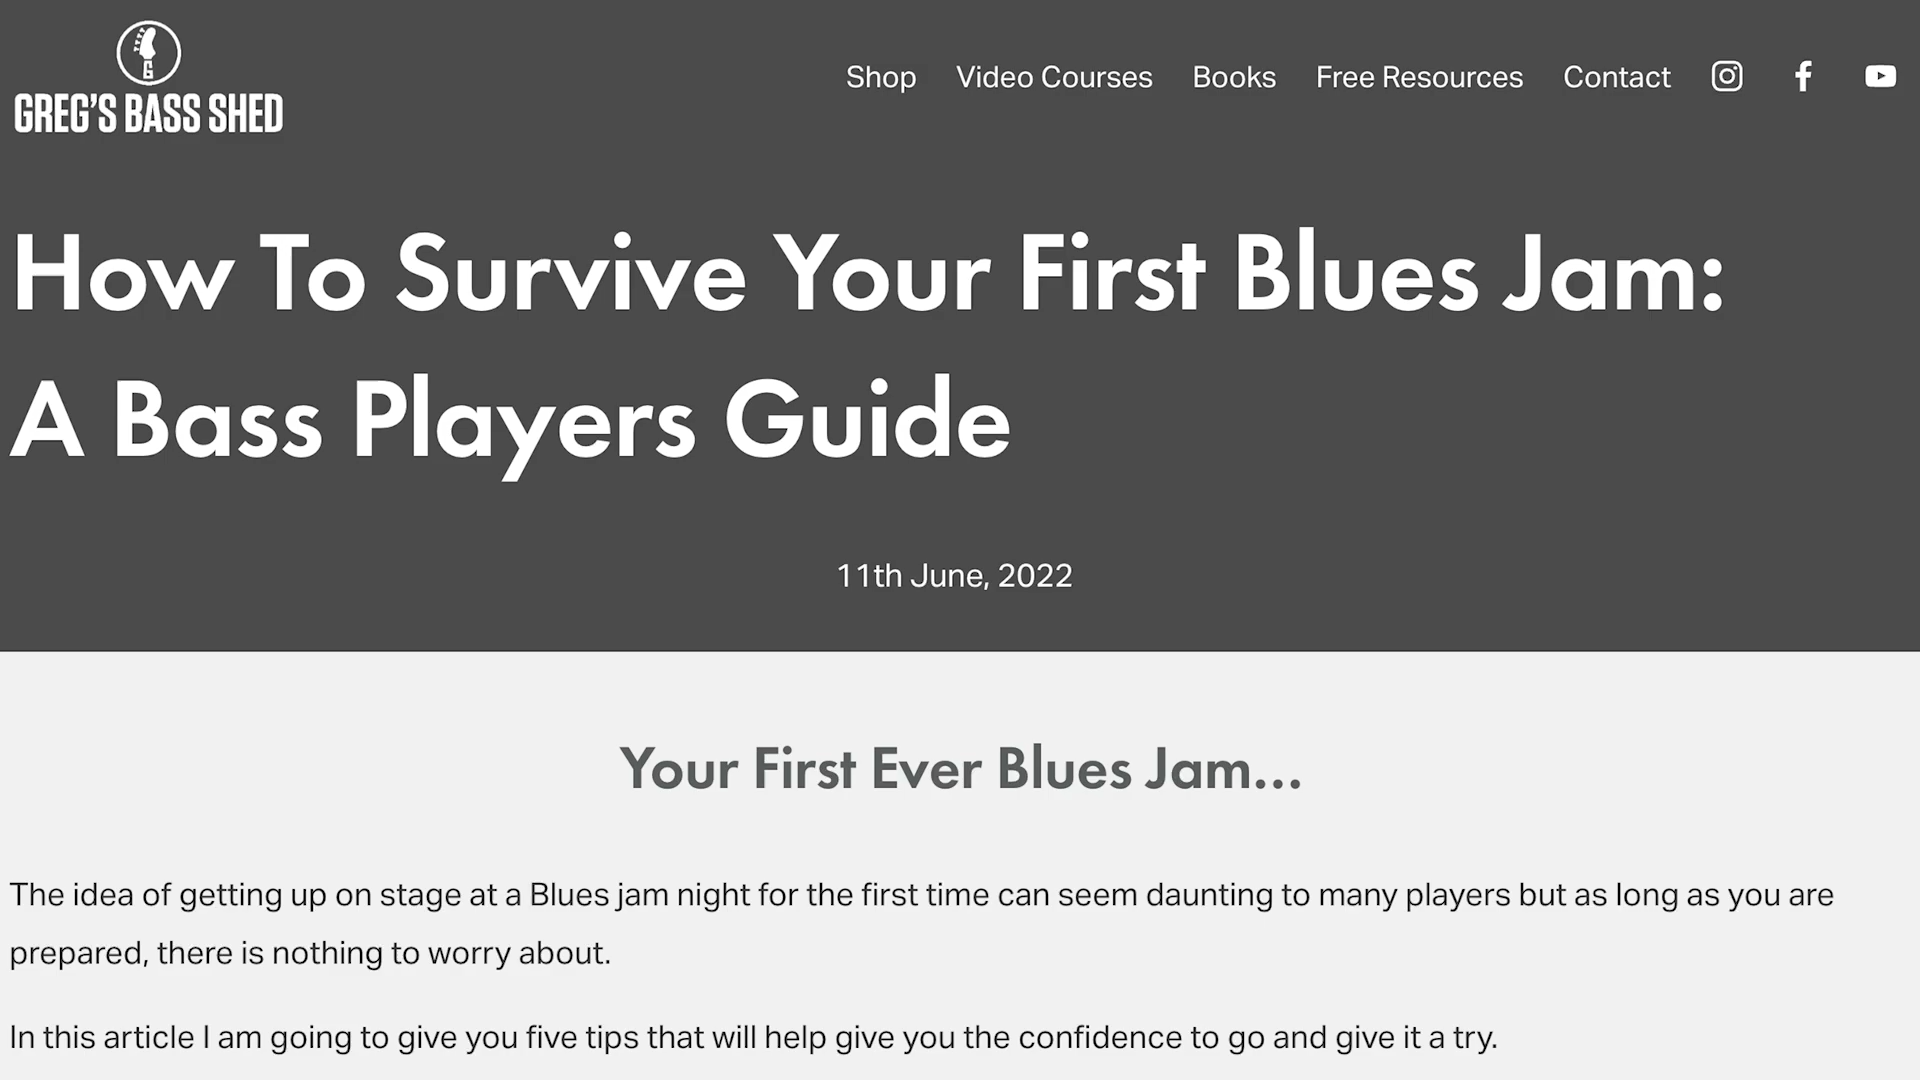 G
GREG'S BASS SHED
Shop Video Courses Books Free Resources Contact
How To Survive Your First Blues Jam:
A Bass Players Guide
11th June, 2022
Your First Ever Blues Jam...
The idea of getting up on stage at a Blues jam night for the first time can seem daunting to many players but as long as you are
prepared, there is nothing to worry about.
In this article I am going to give you five tips that will help give you the confidence to go and give it a try.